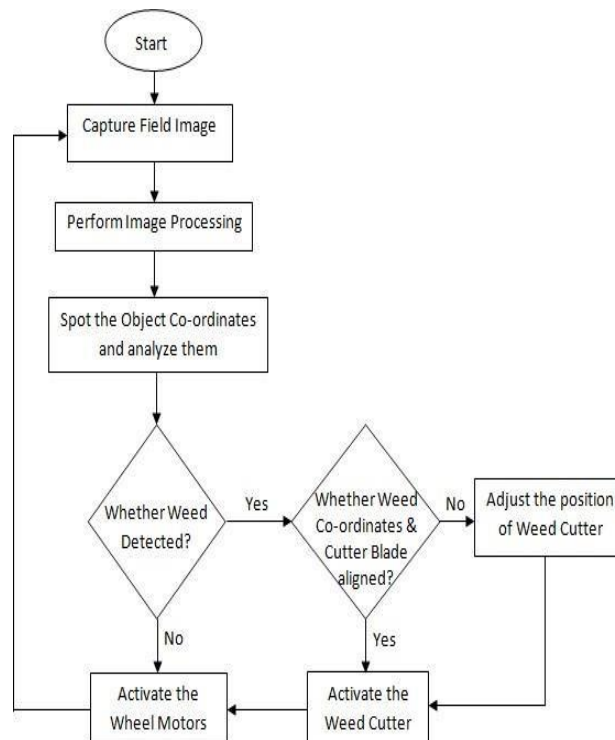 Start
Capture Field Image
Perform Image Processing
Spot the Object Co-ordinates
and analyze them
Whether Weed
Detected?
Yes
Whether Weed
Co-ordinates &
Cutter Blade
aligned?
No
Adjust the position
of Weed Cutter
No
Yes
Activate the
Wheel Motors
Activate the
Weed Cutter